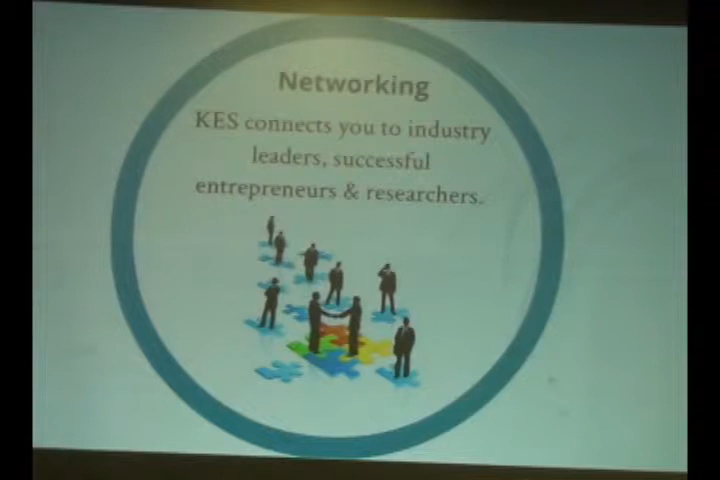 Networking
KES connects you to industry
leaders, successful
entrepreneurs & researchers.